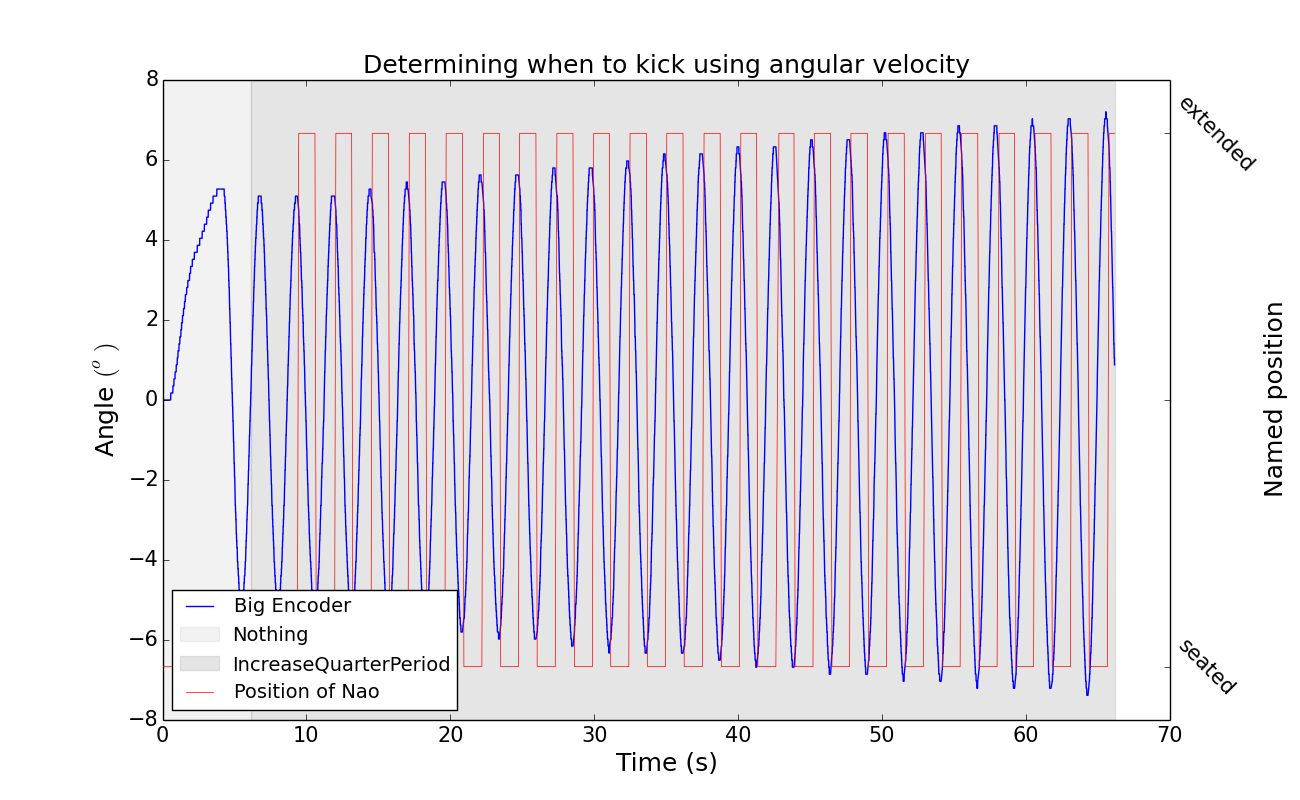 Determining when to kick using angular velocity
8
6
4
2
0
−2
−4
−6
−8
Angle (°)
0 10 20 30 40 50 60 70
Time (s)
extended
seated
Named position
Big Encoder
Nothing
IncreaseQuarterPeriod
Position of Nao